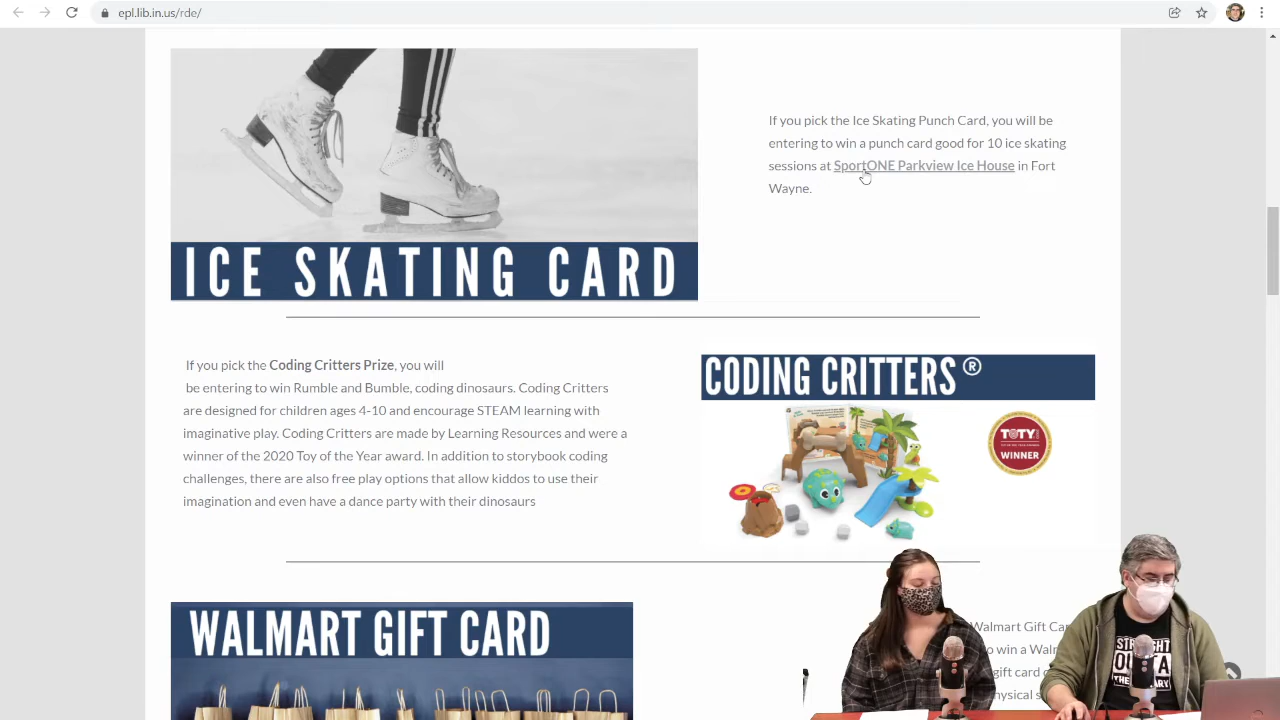 epl.lib.in.us/rde/
If you pick the Ice Skating Punch Card, you will be
entering to win a punch card good for 10 ice skating
sessions at SportONE Parkview Ice House in Fort
Wayne.
ICE SKATING CARD
If you pick the Coding Critters Prize, you will
be entering to win Rumble and Bumble, coding dinosaurs. Coding Critters
are designed for children ages 4-10 and encourage STEAM learning with
imaginative play. Coding Critters are made by Learning Resources and were a
winner of the 2020 Toy of the Year award. In addition to storybook coding
challenges, there are also free play options that allow kiddos to use their
imagination and even have a dance party with their dinosaurs
CODING CRITTERS ®
TOTY
WINNER
WALMART GIFT CARD
Walmart Gift Car
o win a Walm
gift card
physical s
STRAIGHT
OUTTA
THE